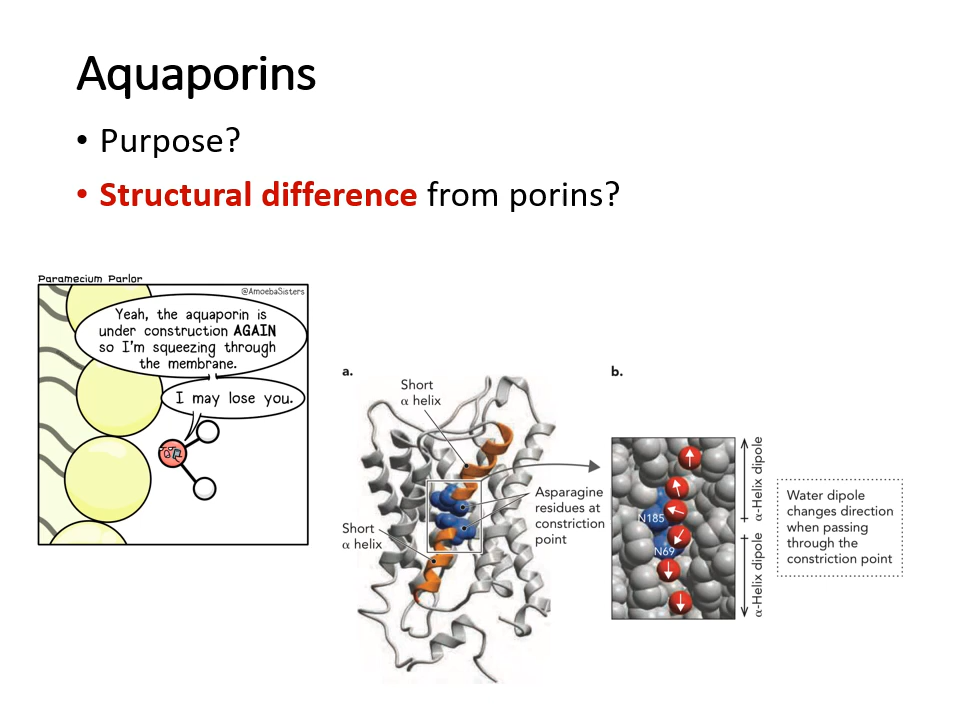 Aquaporins
• Purpose?
• Structural difference from porins?
Paramecium Parlor
@AmoebaSisters
Yeah, the aquaporin is
under construction AGAIN
so I'm squeezing through
the membrane.
I may lose you.
a.
Short
α helix
Asparagine
residues at
constriction
point
Short
α helix
b.
N185
N69
α-Helix dipole
α-Helix dipole
Water dipole
changes direction
when passing
through the
constriction point